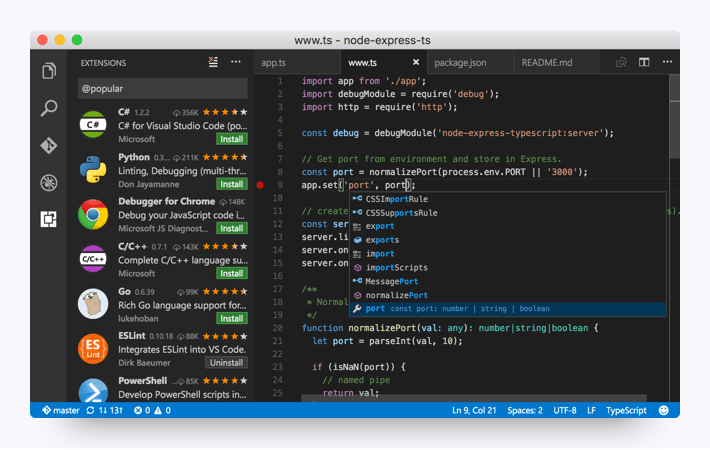 www.ts - node-express-ts
EXTENSIONS
@popular
C# 1.2.2 356K
C# for Visual Studio Code (po...
Microsoft Install
Python 0.3... 211K
Linting, Debugging (multi-thr...
Don Jayamanne Install
Debugger for Chrome 148K
Debug your JavaScript code i...
Microsoft JS Diagnost... Install
C/C++ 0.7.1 143K
Complete C/C++ language su...
Microsoft Install
Go 0.6.39 99K
Rich Go language support for...
lukehoban Install
ESLint 0.10.18 88K
Integrates ESLint into VS Code.
Dirk Baeumer Uninstall
PowerShell ... 85K
Develop PowerShell scripts in...
C#
C/C++
ES
Lint
app.ts www.ts package.json README.md
1 import app from './app';
2 import debugModule = require('debug');
3 import http = require('http');
4
5 const debug = debugModule('node-express-typescript:server');
6
7 // Get port from environment and store in Express.
8 const port = normalizePort(process.env.PORT || '3000');
9 app.set('port', port);
10
11 // create s).
12 const ser
13 server.li
14 server.on
15 server.on
16
17 /**
18 * Normal
19 */
20 function normalizePort(val: any): number|string|boolean {
21 let port = parseInt(val, 10);
22
23 if (isNaN(port)) {
24 // named pipe
25 return val;
CSSImportRule
CSSSupportsRule
export
exports
import
importScripts
MessagePort
normalizePort
port const port: number | string | boolean
master 1↓ 13↑ 0 0 Ln 9, Col 21 Spaces: 2 UTF-8 LF TypeScript